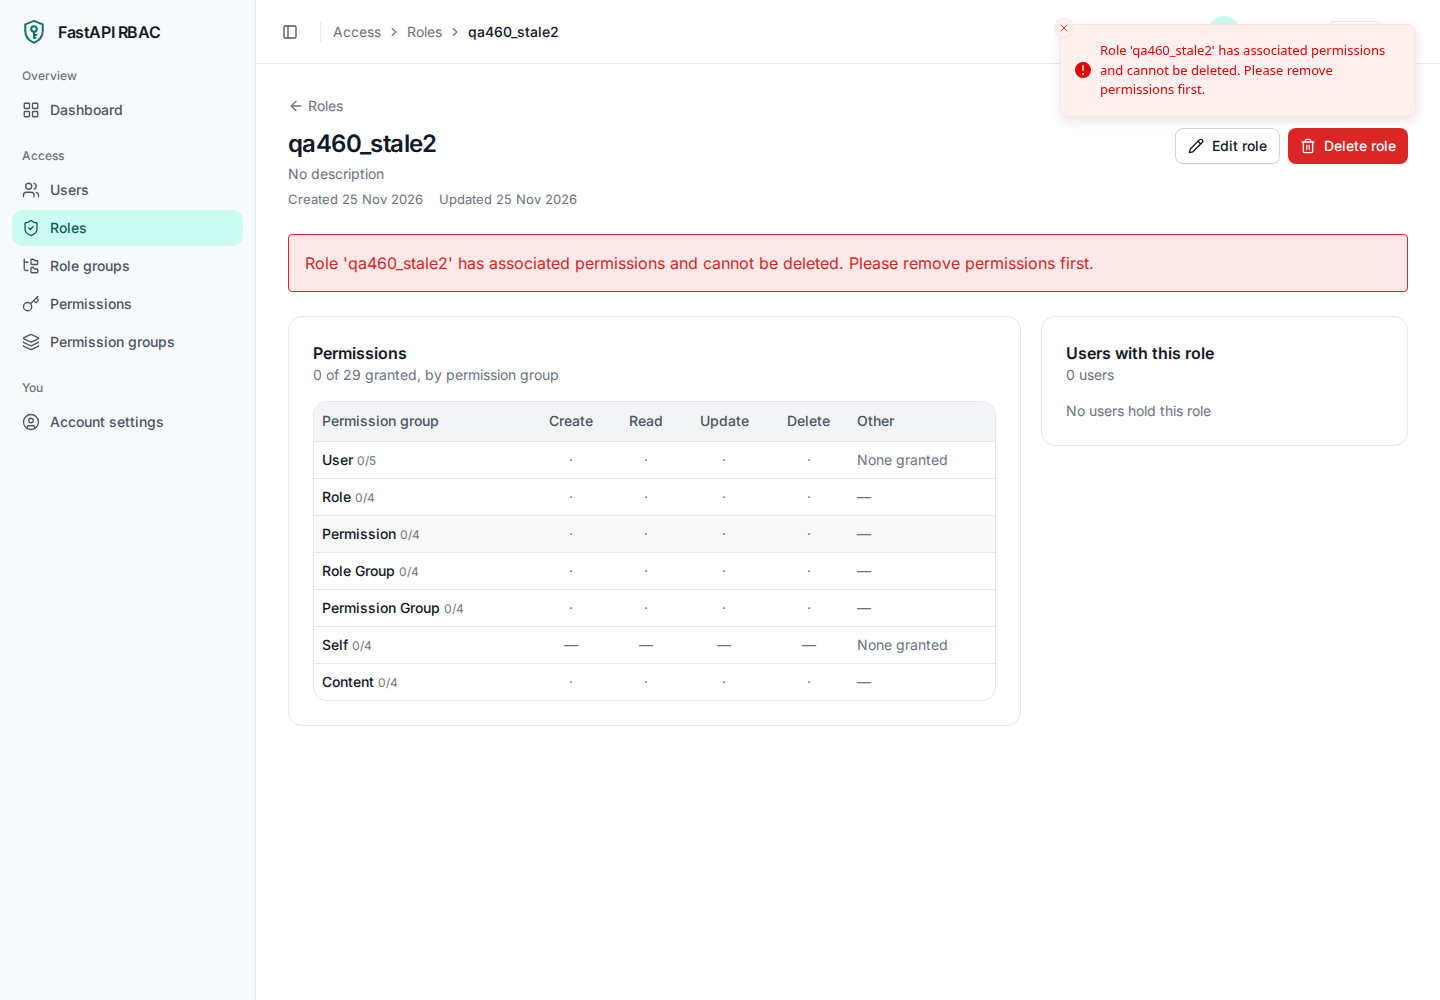 FastAPI RBAC
Overview
Dashboard
Access
Users
Roles
Role groups
Permissions
Permission groups
You
Account settings
Access > Roles > qa460_stale2
Role 'qa460_stale2' has associated permissions
and cannot be deleted. Please remove
permissions first.
← Roles
qa460_stale2
No description
Created 25 Nov 2026 Updated 25 Nov 2026
Edit role
Delete role
Role 'qa460_stale2' has associated permissions and cannot be deleted. Please remove permissions first.
Permissions
0 of 29 granted, by permission group
Permission group Create Read Update Delete Other
User 0/5 · · · · None granted
Role 0/4 · · · · —
Permission 0/4 · · · · —
Role Group 0/4 · · · · —
Permission Group 0/4 · · · · —
Self 0/4 — — — — None granted
Content 0/4 · · · · —
Users with this role
0 users
No users hold this role